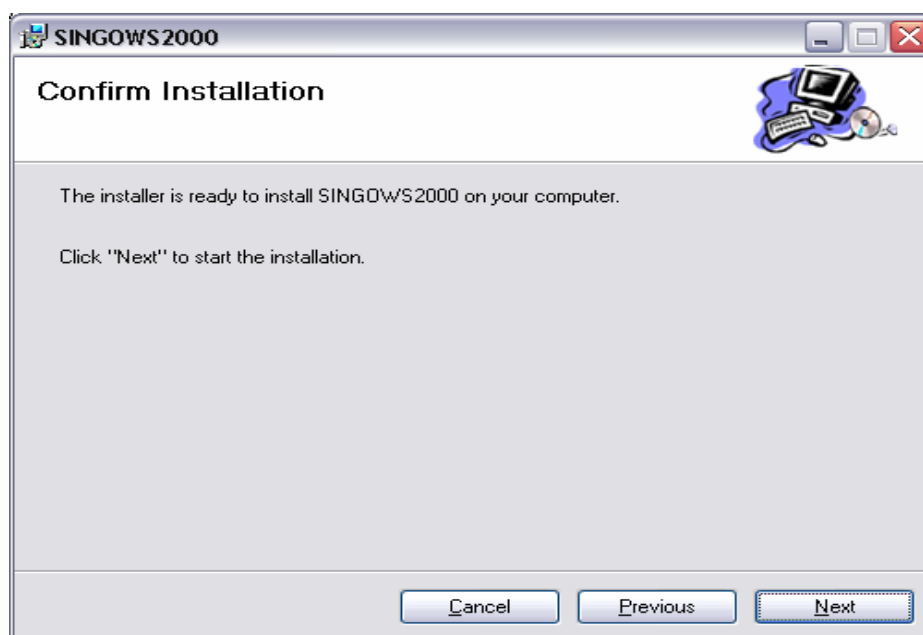 SINGOWS2000
Confirm Installation
The installer is ready to install SINGOWS2000 on your computer.
Click "Next" to start the installation.
Cancel Previous Next